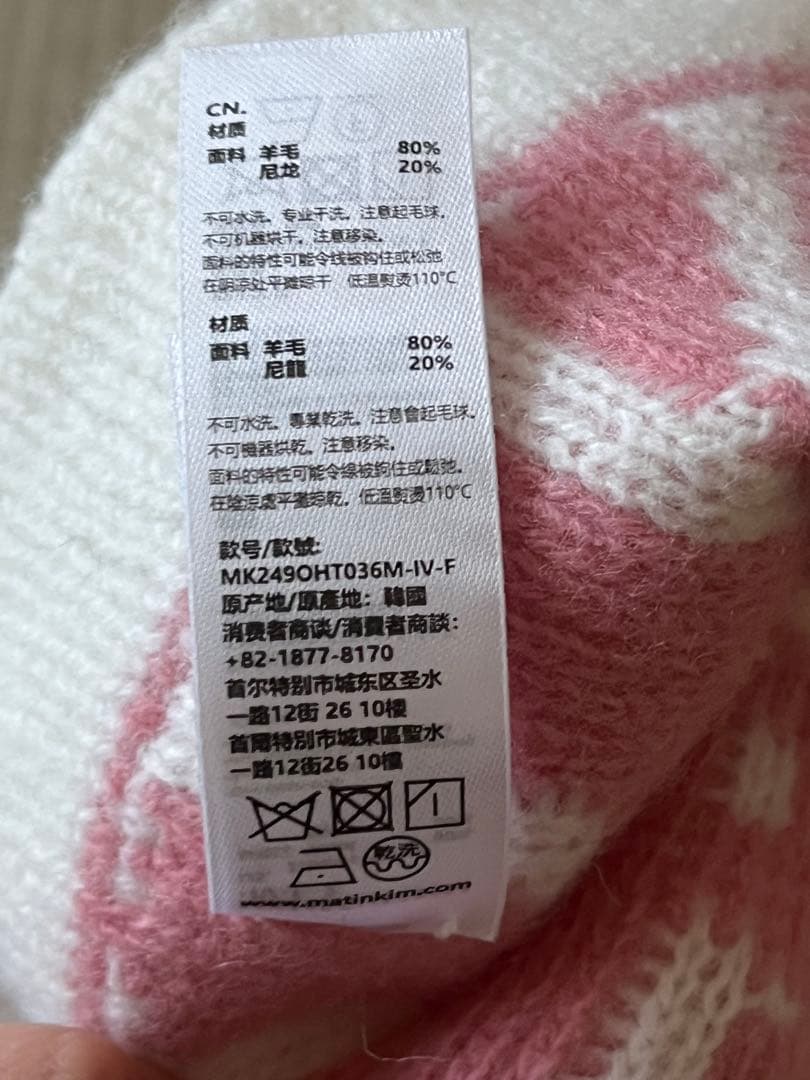 CN.
材质
面料 羊毛 80%
尼龙 20%
不可水洗。专业干洗。注意起毛球。
不可机器烘干。注意移染。
面料的特性可能令线被钩住或松弛
在阴凉处平摊晾干 低温熨烫110°C
材质
面料 羊毛 80%
尼龍 20%
不可水洗。專業乾洗。注意會起毛球。
不可機器烘乾。注意移染。
面料的特性可能令線被鉤住或鬆弛。
在陰涼處平攤晾乾，低溫熨燙110°C
款号/款號:
MK249OHT036M-IV-F
原产地/原產地：韓國
消费者商谈/消費者商談：
+82-1877-8170
首尔特别市城东区圣水
一路12街 26 10楼
首爾特別市城東區聖水
一路12街26 10樓
乾洗
www.matinkim.com